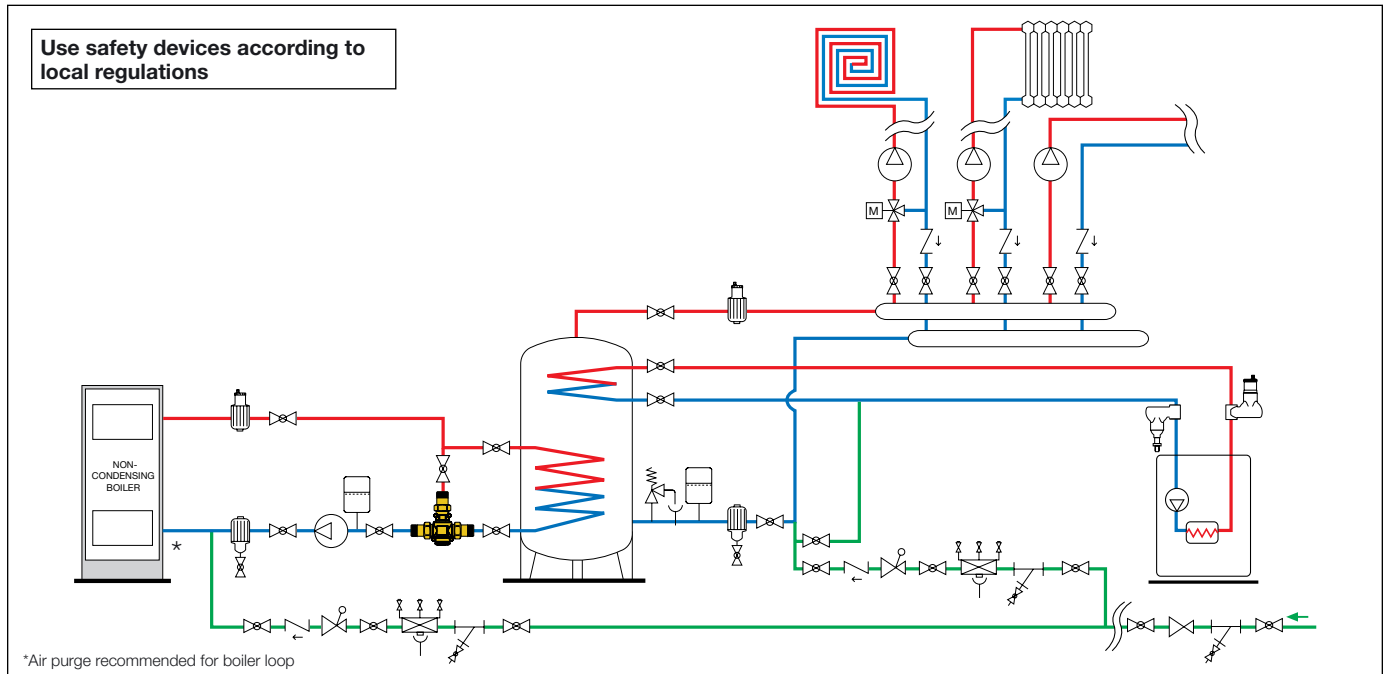 Use safety devices according to
local regulations
M
M
NON-
CONDENSING
BOILER
*
*Air purge recommended for boiler loop